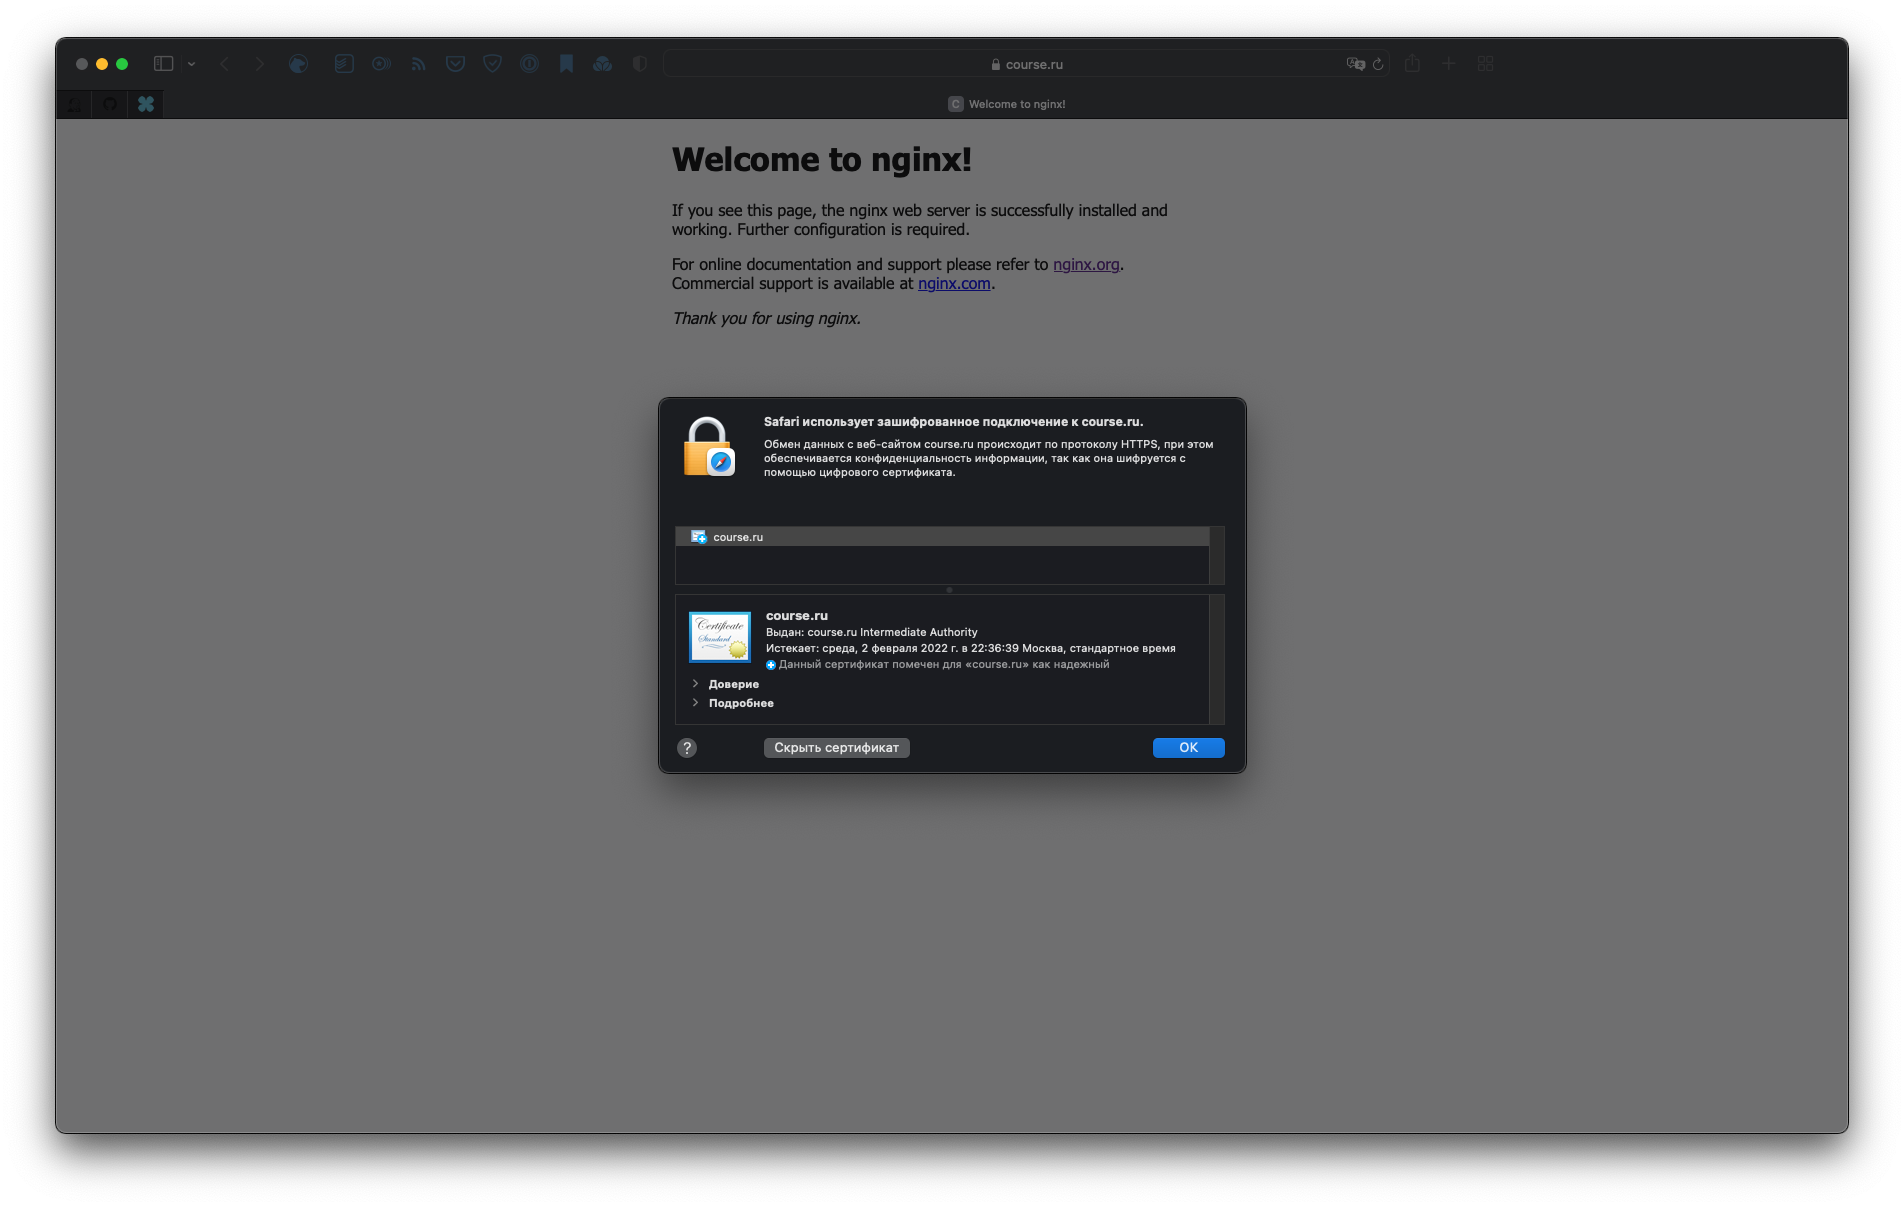 course.ru
C Welcome to nginx!
Welcome to nginx!
If you see this page, the nginx web server is successfully installed and
working. Further configuration is required.
For online documentation and support please refer to nginx.org.
Commercial support is available at nginx.com.
Thank you for using nginx.
Safari использует зашифрованное подключение к course.ru.
Обмен данных с веб-сайтом course.ru происходит по протоколу HTTPS, при этом
обеспечивается конфиденциальность информации, так как она шифруется с
помощью цифрового сертификата.
course.ru
Certificate
Standard
course.ru
Выдан: course.ru Intermediate Authority
Истекает: среда, 2 февраля 2022 г. в 22:36:39 Москва, стандартное время
Данный сертификат помечен для «course.ru» как надежный
Доверие
Подробнее
? Скрыть сертификат OK